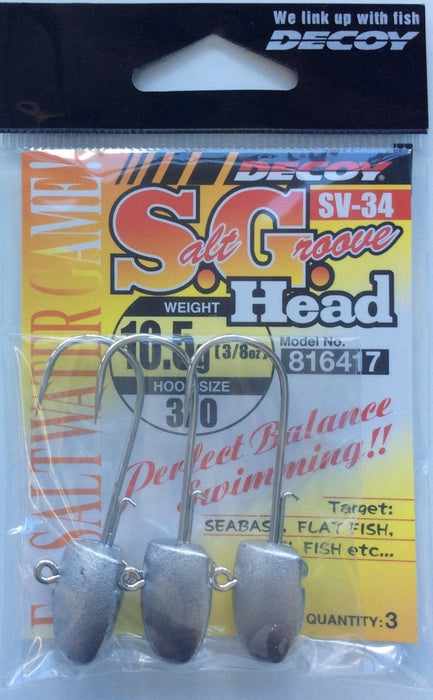 We link up with fish
DECOY
DECOY
SV-34
S.G.
alt roove
Head
WEIGHT
10.5g (3/8oz)
Model No.
816417
HOOK SIZE
3/0
Perfect Balance
Swimming!!
Target:
SEABASS, FLAT FISH,
FISH etc...
QUANTITY: 3
SALTWATER GAME!